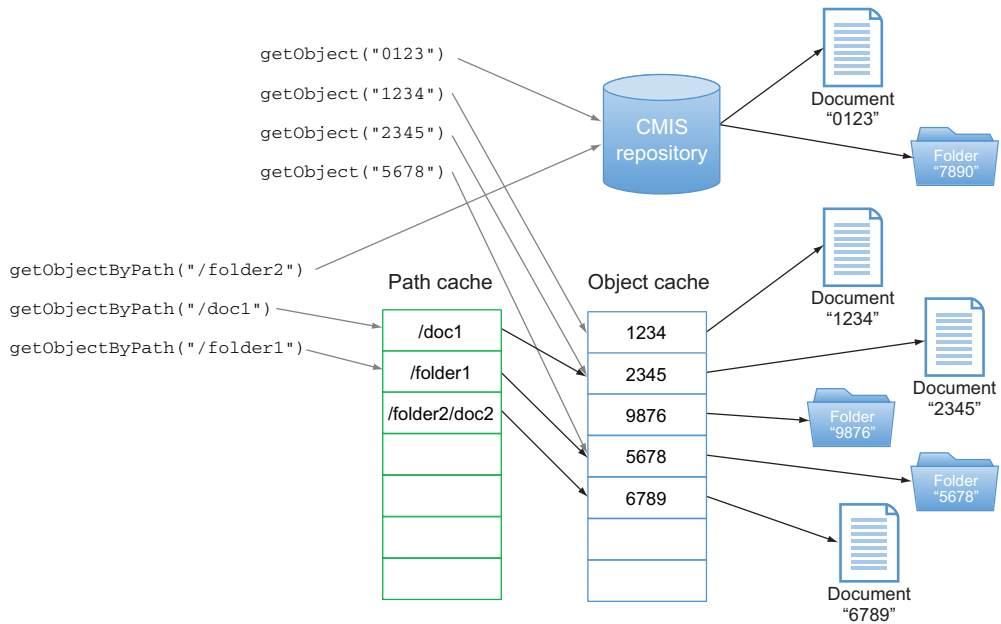 getObject("0123")
getObject("1234")
getObject("2345")
getObject("5678")
CMIS
repository
Document
“0123”
Folder
“7890”
getObjectByPath("/folder2")
getObjectByPath("/doc1")
getObjectByPath("/folder1")
Path cache
/doc1
/folder1
/folder2/doc2
Object cache
1234
2345
9876
5678
6789
Document
“1234”
Document
“2345”
Folder
“9876”
Folder
“5678”
Document
“6789”